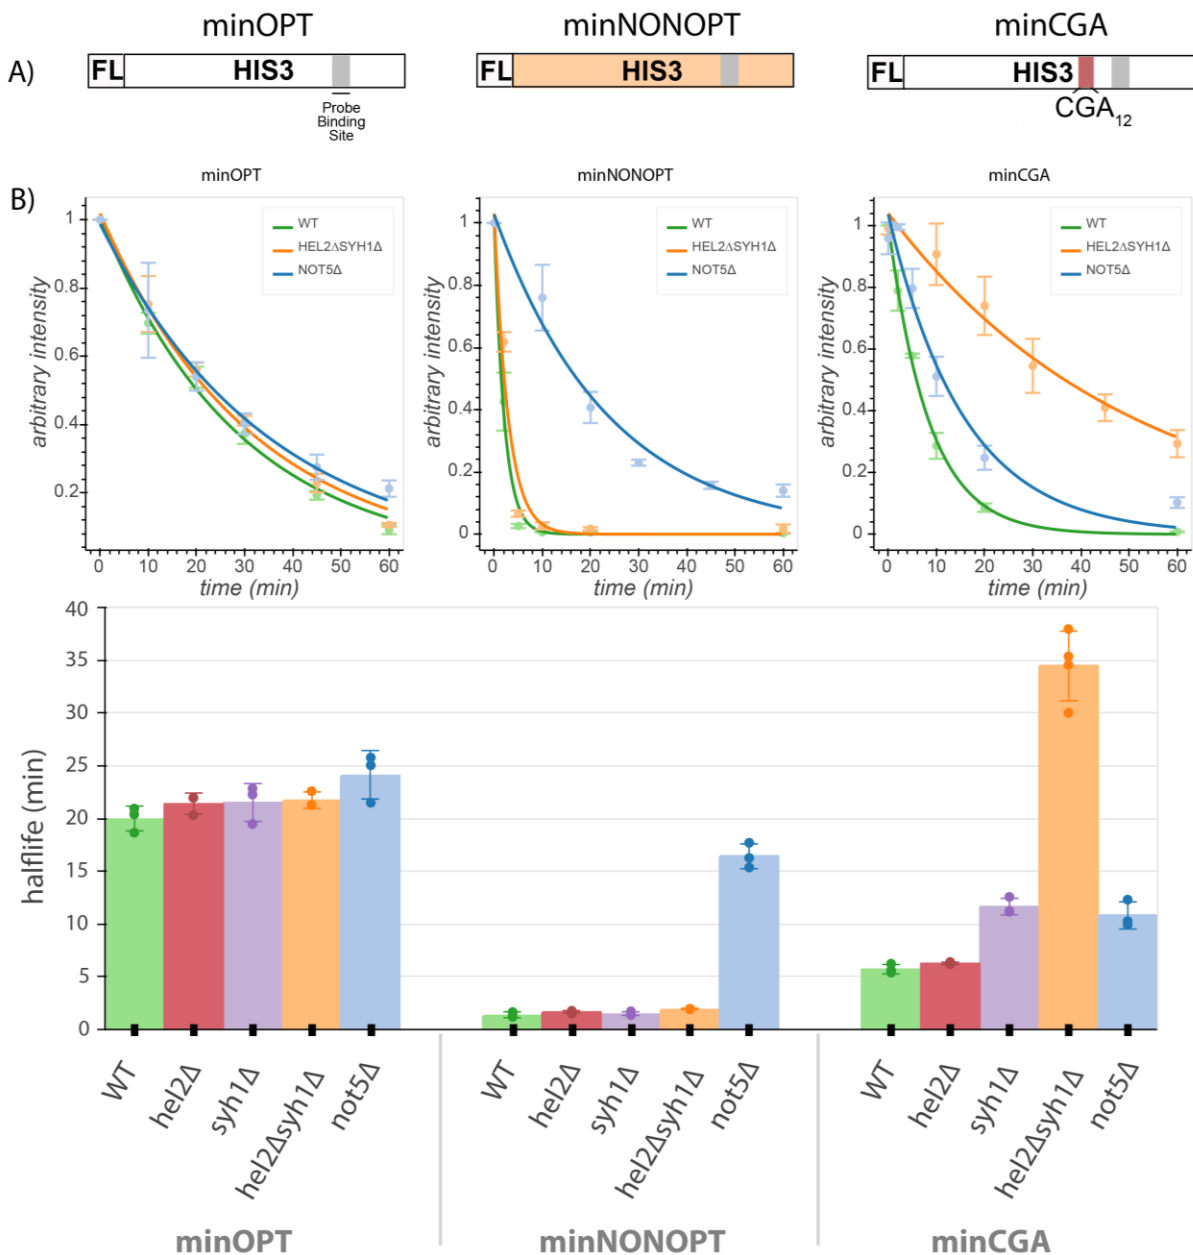 minOPT
minNONOPT
minCGA
A)
FL
HIS3
FL
HIS3
FL
HIS3
Probe
Binding
Site
CGA12
B)
minOPT
arbitrary intensity
1
0.8
0.6
0.4
0.2
WT
HEL2ΔSYH1Δ
NOT5Δ
0 10 20 30 40 50 60
time (min)
minNONOPT
arbitrary intensity
1
0.8
0.6
0.4
0.2
0
WT
HEL2ΔSYH1Δ
NOT5Δ
0 10 20 30 40 50 60
time (min)
minCGA
arbitrary intensity
1
0.8
0.6
0.4
0.2
0
WT
HEL2ΔSYH1Δ
NOT5Δ
0 10 20 30 40 50 60
time (min)
halflife (min)
40
35
30
25
20
15
10
5
0
WT
hel2Δ
syh1Δ
hel2Δsyh1Δ
not5Δ
WT
hel2Δ
syh1Δ
hel2Δsyh1Δ
not5Δ
WT
hel2Δ
syh1Δ
hel2Δsyh1Δ
not5Δ
minOPT
minNONOPT
minCGA